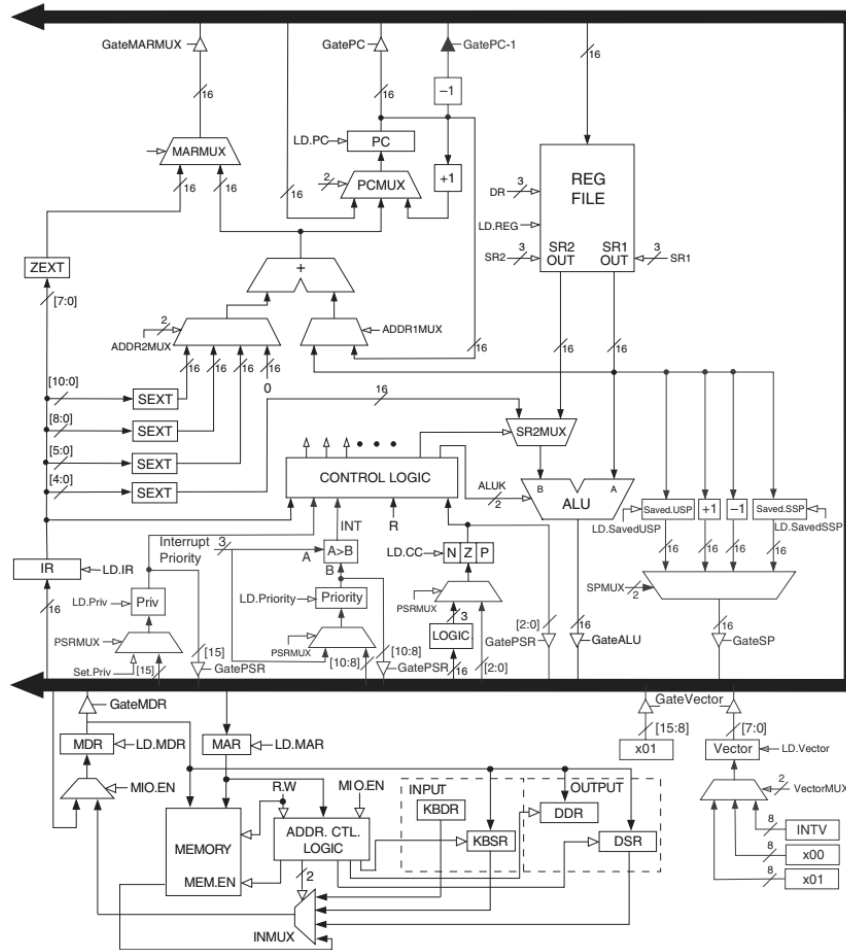 GateMARMUX GatePC GatePC-1
16 16 −1 16
LD.PC PC
MARMUX
2 PCMUX +1
16 16 16 16
REG
FILE
DR 3
LD.REG
SR2 3 SR2 OUT SR1 OUT 3 SR1
ZEXT
[7:0]
+
ADDR2MUX 2 ADDR1MUX
16 16 16 16 0 16 16
[10:0] SEXT
[8:0] SEXT
[5:0] SEXT
[4:0] SEXT
16
SR2MUX
CONTROL LOGIC
ALUK 2 B ALU A
Saved.USP +1 −1 Saved.SSP
LD.SavedUSP LD.SavedSSP
16 16 16 16
INT R
Interrupt
Priority 3
A A>B
B
LD.CC N Z P
IR LD.IR
16
LD.Priv Priv
LD.Priority Priority
PSRMUX
SPMUX 2
3
LOGIC
16
PSRMUX
Set.Priv [15]
[15] GatePSR
PSRMUX
[10:8] [10:8] GatePSR
[2:0] [2:0] GatePSR
16 GateALU
16 GateSP
GateMDR GateVector
[15:8] [7:0]
MDR LD.MDR MAR LD.MAR
x01 Vector LD.Vector
MIO.EN R.W MIO.EN
INPUT OUTPUT
KBDR DDR
2 VectorMUX
MEMORY ADDR. CTL. LOGIC KBSR DSR
MEM.EN
2
INMUX
8 INTV
8 x00
8 x01